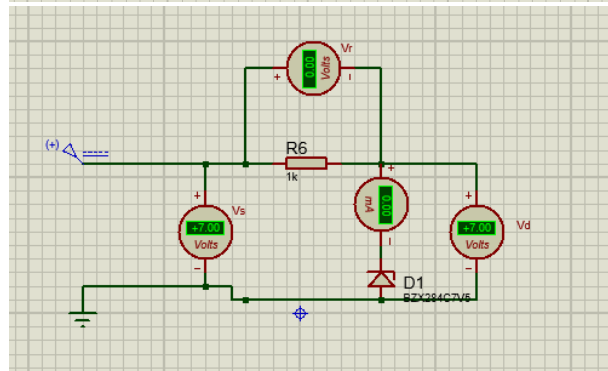 Vr
0.00
Volts
(+)
R6
1k
Vs
+7.00
Volts
0.00
mA
Vd
+7.00
Volts
D1
BZX284C7V5